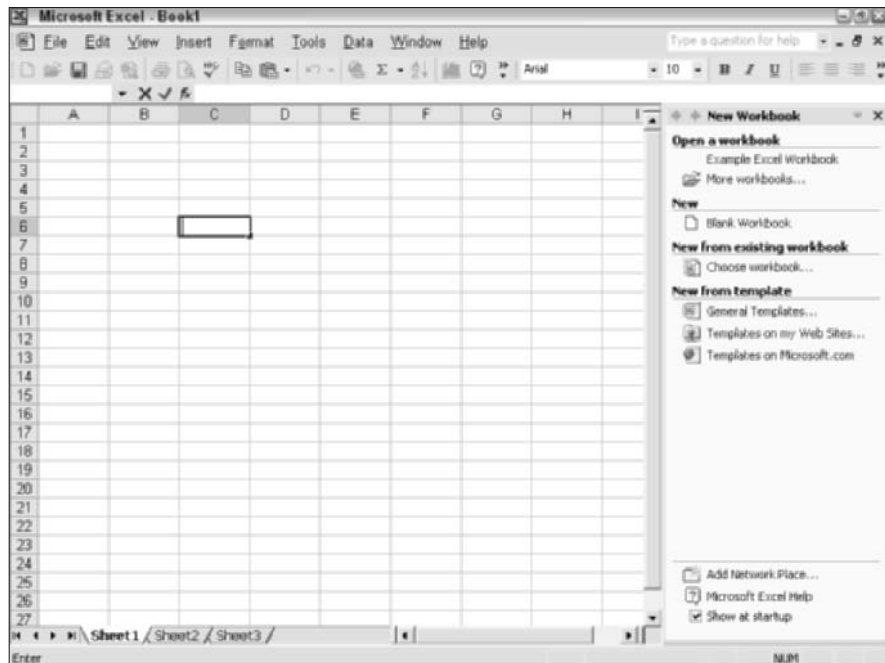 Microsoft Excel - Book1
File Edit View Insert Format Tools Data Window Help
Type a question for help
Arial 10 B I U
A B C D E F G H I
1
2
3
4
5
6
7
8
9
10
11
12
13
14
15
16
17
18
19
20
21
22
23
24
25
26
27
New Workbook
Open a workbook
Example Excel Workbook
More workbooks...
New
Blank Workbook
New from existing workbook
Choose workbook...
New from template
General Templates...
Templates on my Web Sites...
Templates on Microsoft.com
Add Network Place...
Microsoft Excel Help
Show at startup
Sheet1 Sheet2 Sheet3
Enter NUM